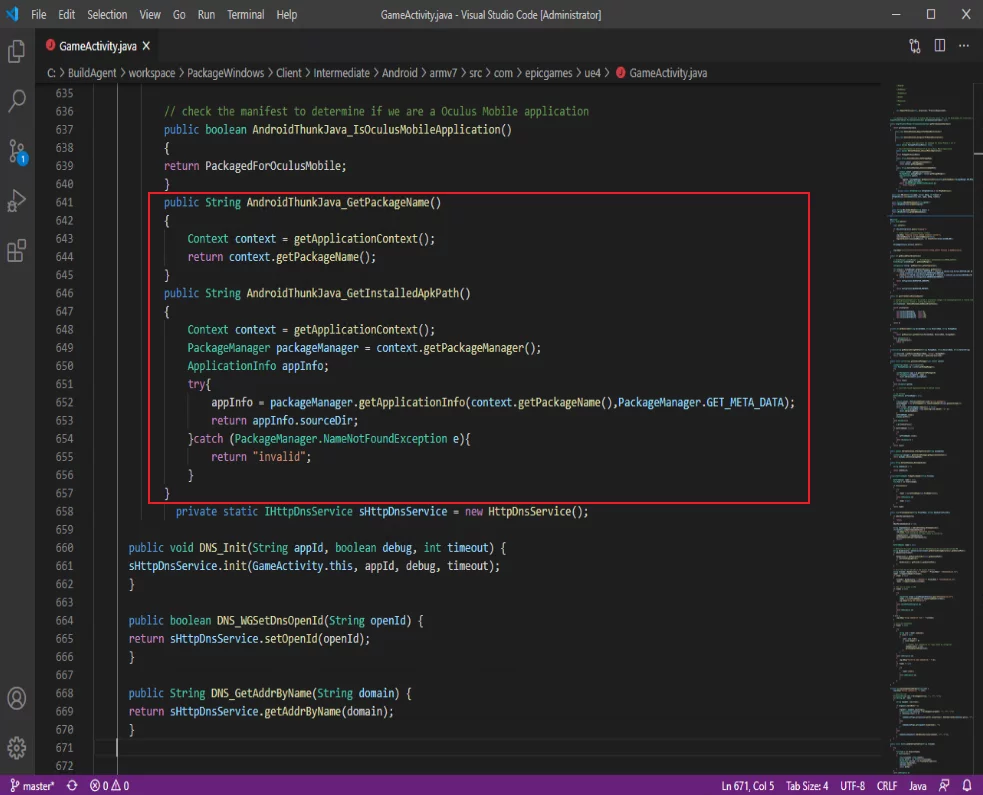 File Edit Selection View Go Run Terminal Help GameActivity.java - Visual Studio Code [Administrator]
GameActivity.java
C: > BuildAgent > workspace > PackageWindows > Client > Intermediate > Android > armv7 > src > com > epicgames > ue4 > GameActivity.java
635
636 // check the manifest to determine if we are a Oculus Mobile application
637 public boolean AndroidThunkJava_IsOculusMobileApplication()
638 {
639 return PackagedForOculusMobile;
640 }
641 public String AndroidThunkJava_GetPackageName()
642 {
643 Context context = getApplicationContext();
644 return context.getPackageName();
645 }
646 public String AndroidThunkJava_GetInstalledApkPath()
647 {
648 Context context = getApplicationContext();
649 PackageManager packageManager = context.getPackageManager();
650 ApplicationInfo appInfo;
651 try{
652 appInfo = packageManager.getApplicationInfo(context.getPackageName(),PackageManager.GET_META_DATA);
653 return appInfo.sourceDir;
654 }catch (PackageManager.NameNotFoundException e){
655 return "invalid";
656 }
657 }
658 private static IHttpDnsService sHttpDnsService = new HttpDnsService();
659
660 public void DNS_Init(String appId, boolean debug, int timeout) {
661 sHttpDnsService.init(GameActivity.this, appId, debug, timeout);
662 }
663
664 public boolean DNS_WGSetDnsOpenId(String openId) {
665 return sHttpDnsService.setOpenId(openId);
666 }
667
668 public String DNS_GetAddrByName(String domain) {
669 return sHttpDnsService.getAddrByName(domain);
670 }
671
672
1
master* 0 0 Ln 671, Col 5 Tab Size: 4 UTF-8 CRLF Java